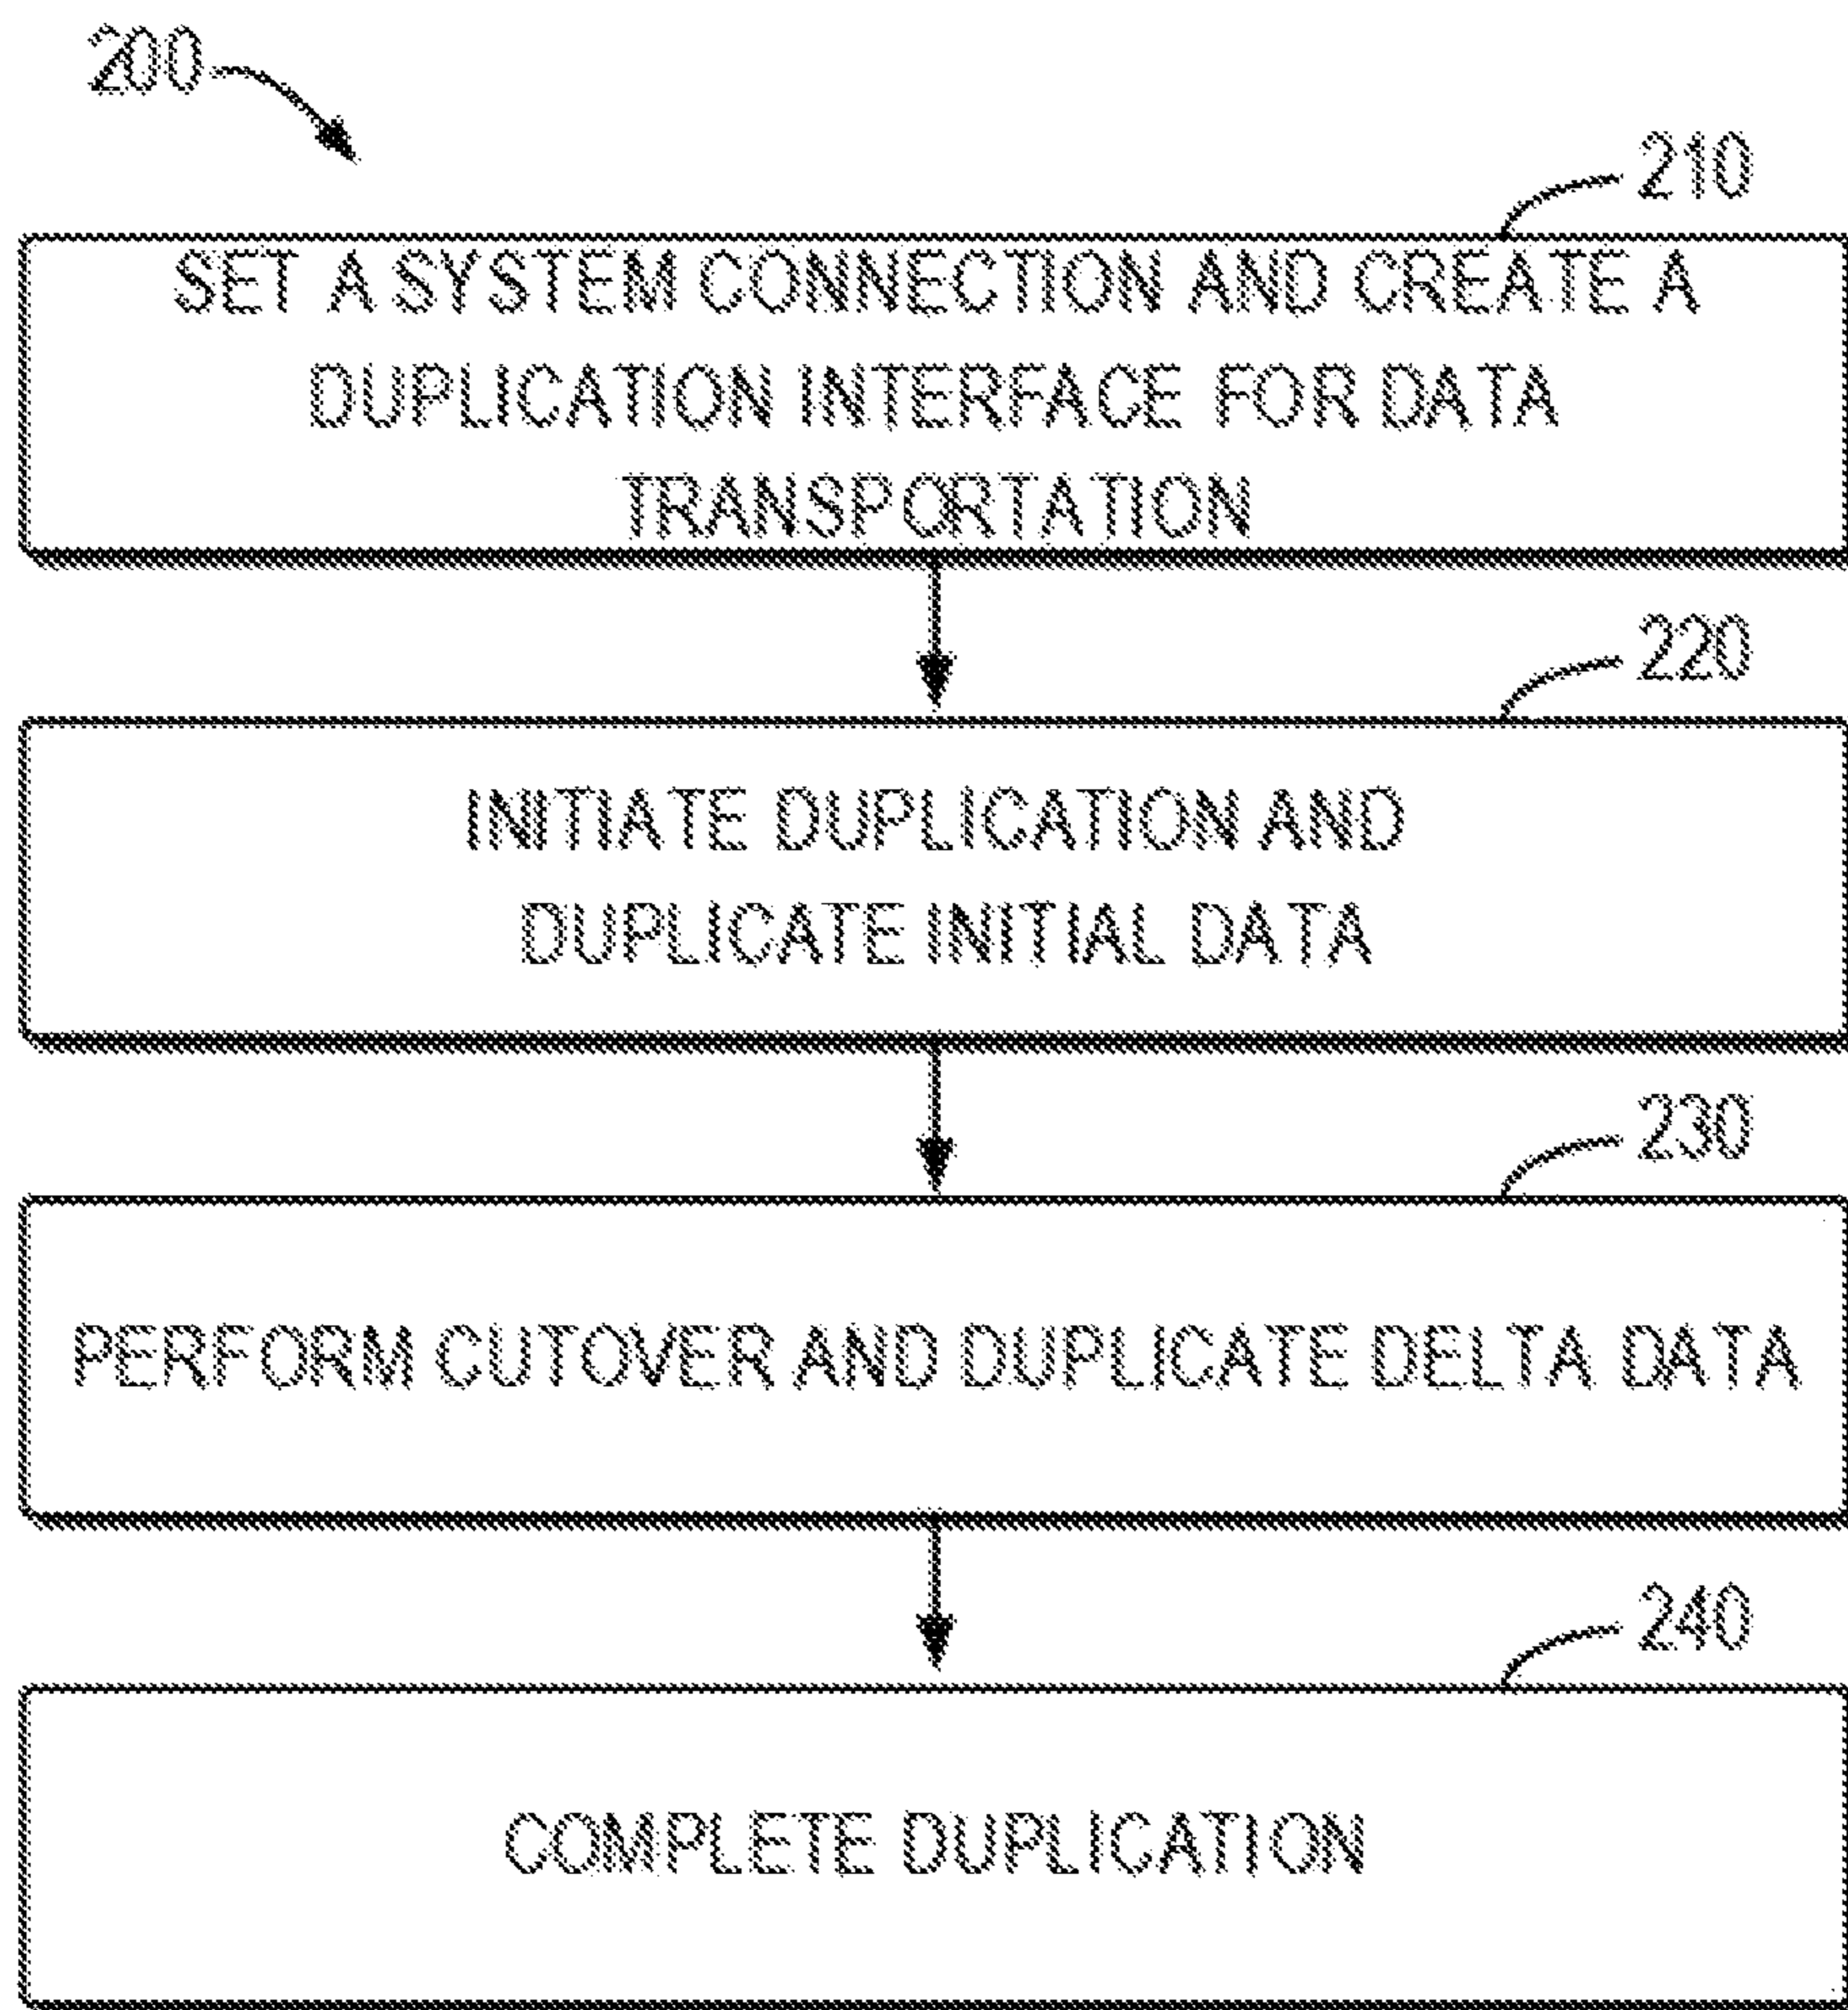 200
210
SET A SYSTEM CONNECTION AND CREATE A
DUPLICATION INTERFACE FOR DATA
TRANSPORTATION
220
INITIATE DUPLICATION AND
DUPLICATE INITIAL DATA
230
PERFORM CUTOVER AND DUPLICATE DELTA DATA
240
COMPLETE DUPLICATION